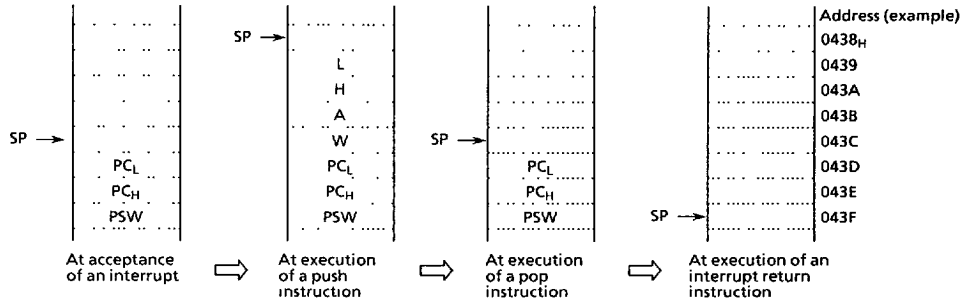 Address (example)
SP
0438H
L
0439
H
043A
A
043B
SP
W
SP
043C
PCL
PCL
PCL
043D
PCH
PCH
PCH
043E
PSW
PSW
PSW
SP
043F
At acceptance
of an interrupt
At execution
of a push
instruction
At execution
of a pop
instruction
At execution of an
interrupt return
instruction